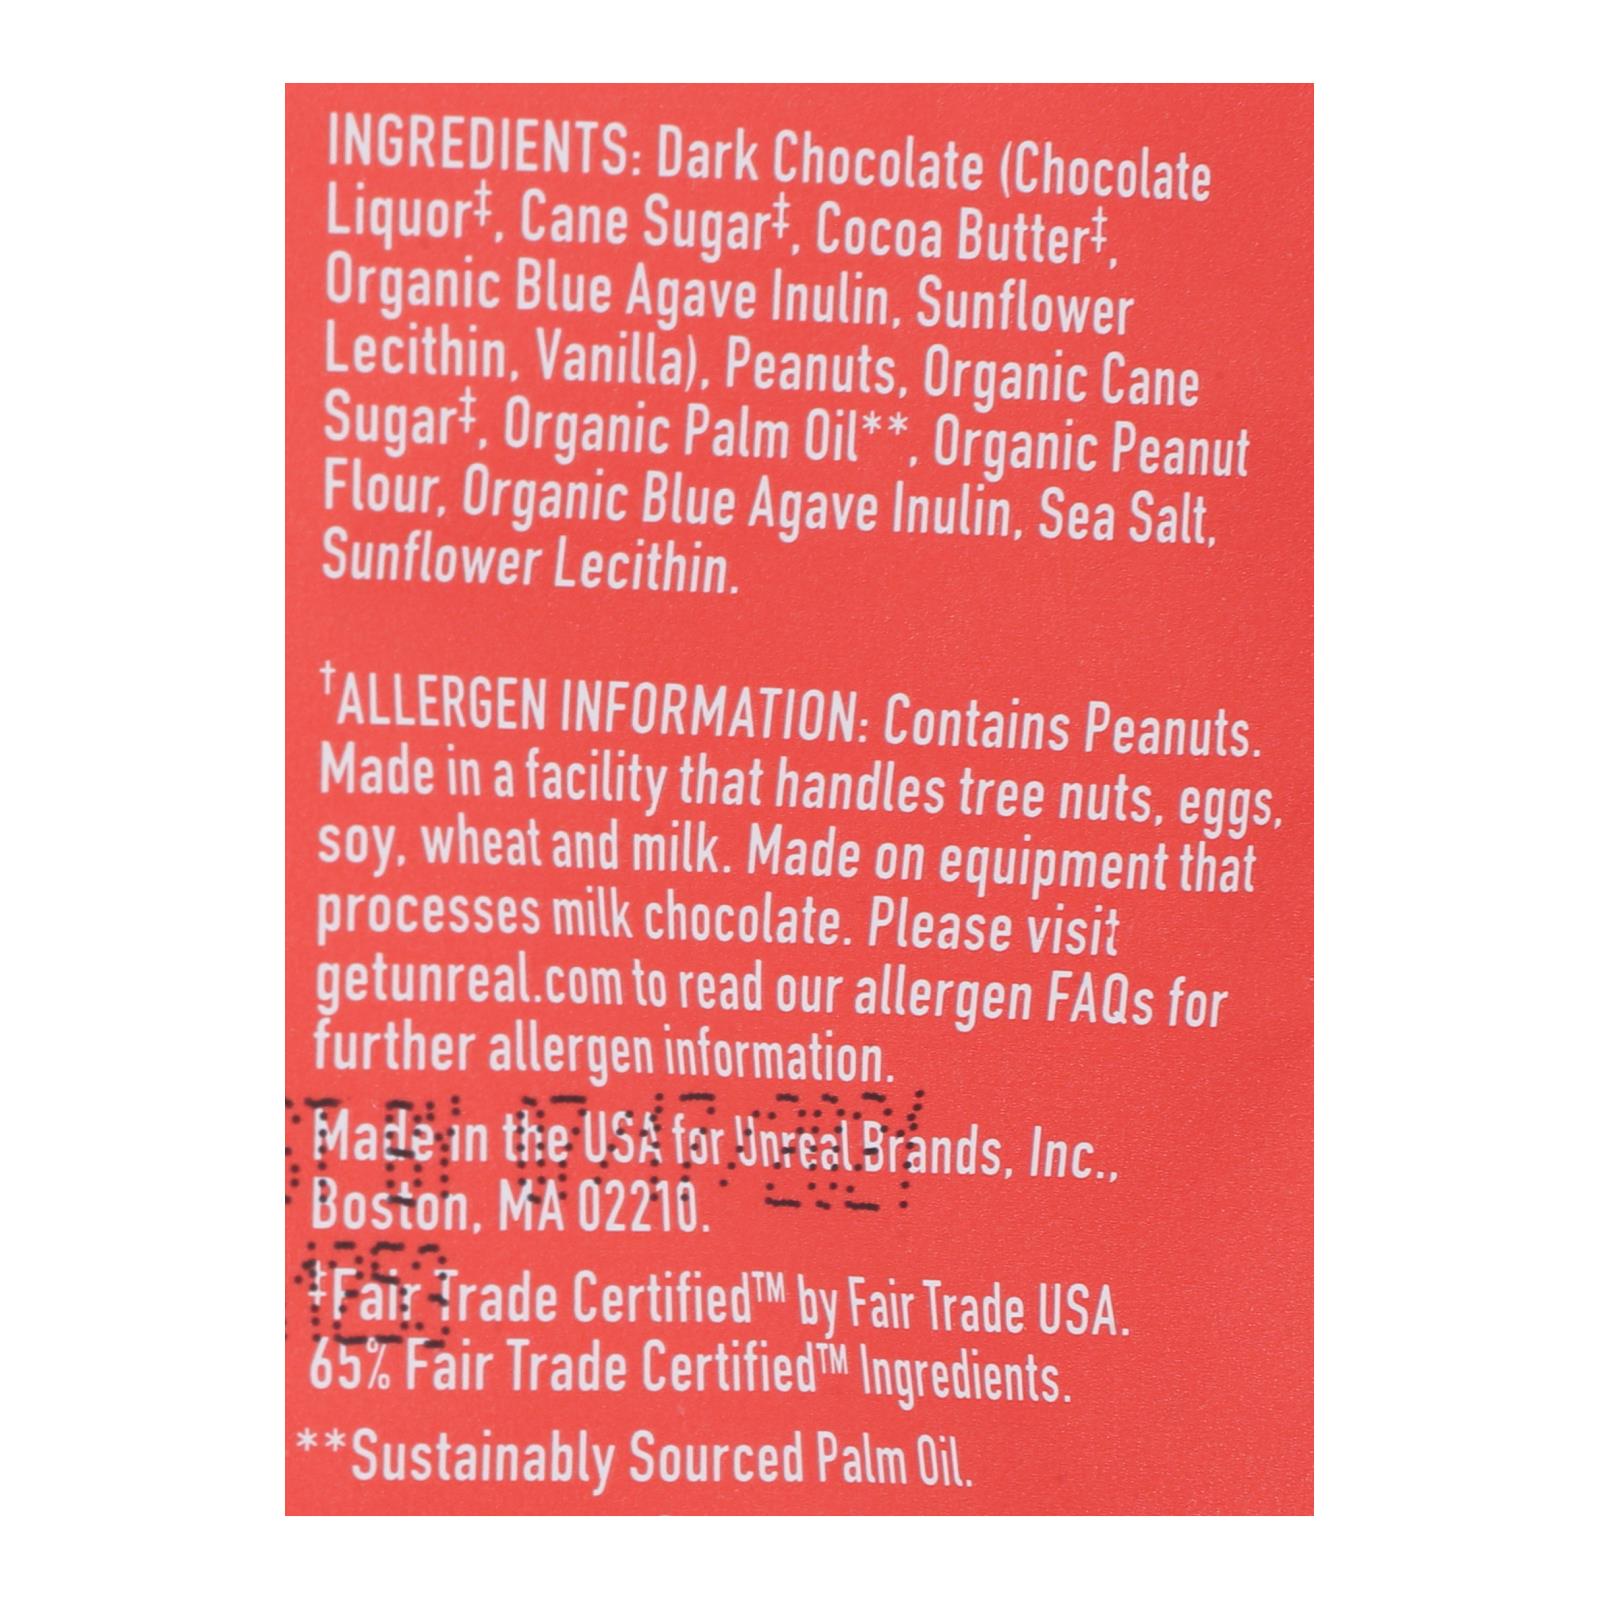 INGREDIENTS: Dark Chocolate (Chocolate
Liquor‡, Cane Sugar‡, Cocoa Butter‡,
Organic Blue Agave Inulin, Sunflower
Lecithin, Vanilla), Peanuts, Organic Cane
Sugar‡, Organic Palm Oil**, Organic Peanut
Flour, Organic Blue Agave Inulin, Sea Salt,
Sunflower Lecithin.
†ALLERGEN INFORMATION: Contains Peanuts.
Made in a facility that handles tree nuts, eggs,
soy, wheat and milk. Made on equipment that
processes milk chocolate. Please visit
getunreal.com to read our allergen FAQs for
further allergen information.
Made in the USA for Unreal Brands, Inc.,
Boston, MA 02210.
‡Fair Trade Certified™ by Fair Trade USA.
65% Fair Trade Certified™ Ingredients.
**Sustainably Sourced Palm Oil.